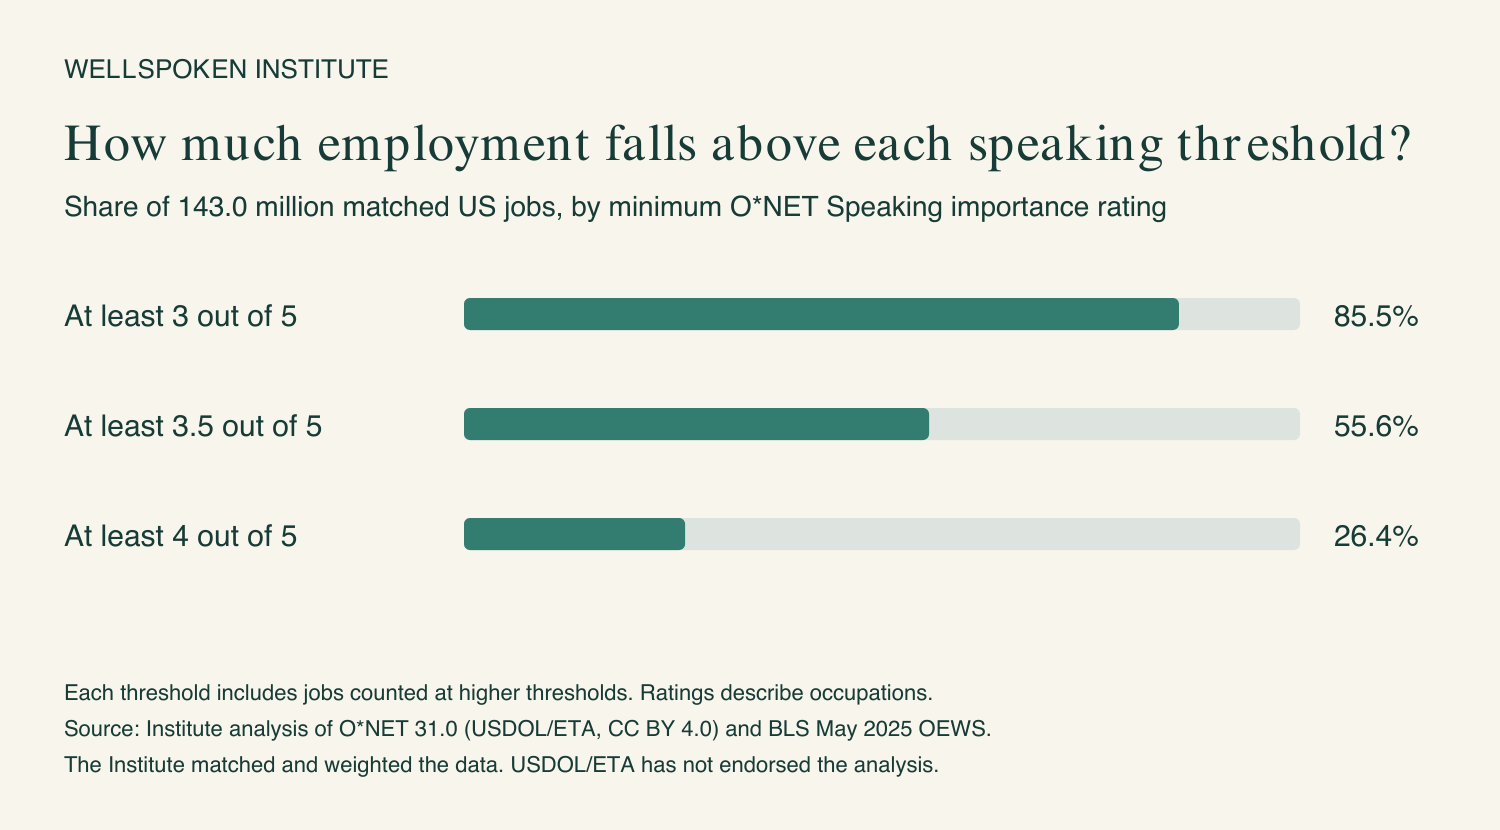 WELLSPOKEN INSTITUTE
How much employment falls above each speaking threshold?
Share of 143.0 million matched US jobs, by minimum O*NET Speaking importance rating
At least 3 out of 5 85.5%
At least 3.5 out of 5 55.6%
At least 4 out of 5 26.4%
Each threshold includes jobs counted at higher thresholds. Ratings describe occupations.
Source: Institute analysis of O*NET 31.0 (USDOL/ETA, CC BY 4.0) and BLS May 2025 OEWS.
The Institute matched and weighted the data. USDOL/ETA has not endorsed the analysis.